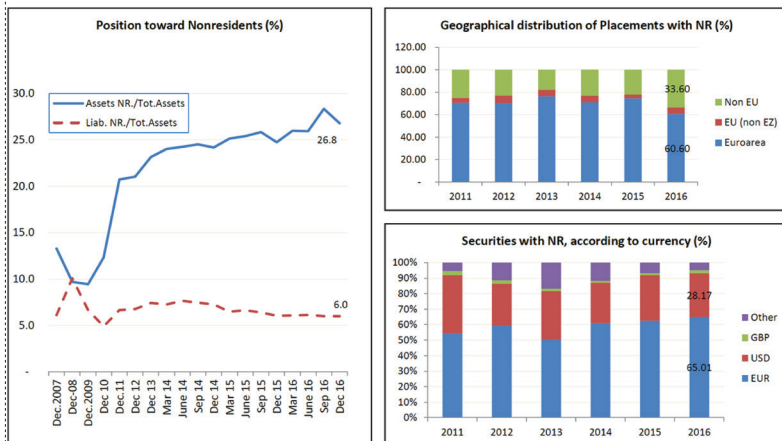 Position toward Nonresidents (%)
30.0
25.0
20.0
15.0
10.0
5.0
-
Assets NR./Tot.Assets
Liab. NR./Tot.Assets
26.8
6.0
Dec.2007
Dec-08
Dec.2009
Dec 10
Dec.11
Dec 12
Dec 13
Mar 14
June 14
Sep 14
Dec 14
Mar 15
June 15
Sep 15
Dec 15
Mar 16
June 16
Sep 16
Dec 16
Geographical distribution of Placements with NR (%)
120.00
100.00
80.00
60.00
40.00
20.00
-
33.60
60.60
2011 2012 2013 2014 2015 2016
Non EU
EU (non EZ)
Euroarea
Securities with NR, according to currency (%)
100%
90%
80%
70%
60%
50%
40%
30%
20%
10%
0%
28.17
65.01
2011 2012 2013 2014 2015 2016
Other
GBP
USD
EUR